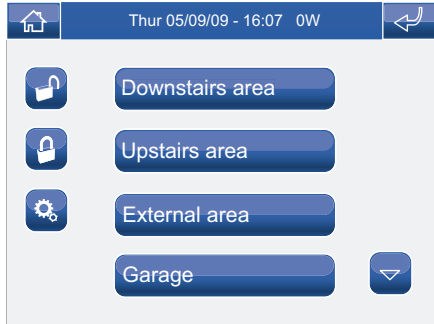 Thur 05/09/09 - 16:07 0W
Downstairs area
Upstairs area
External area
Garage